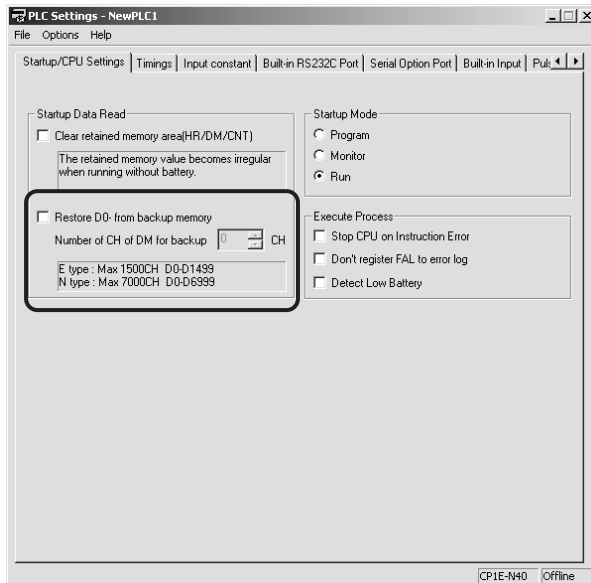 PLC Settings - NewPLC1
File Options Help
Startup/CPU Settings Timings Input constant Built-in RS232C Port Serial Option Port Built-in Input Puls
Startup Data Read
Clear retained memory area(HR/DM/CNT)
The retained memory value becomes irregular
when running without battery.
Restore D0- from backup memory
Number of CH of DM for backup 0 CH
E type : Max 1500CH D0-D1499
N type : Max 7000CH D0-D6999
Startup Mode
Program
Monitor
Run
Execute Process
Stop CPU on Instruction Error
Don't register FAL to error log
Detect Low Battery
CP1E-N40 Offline